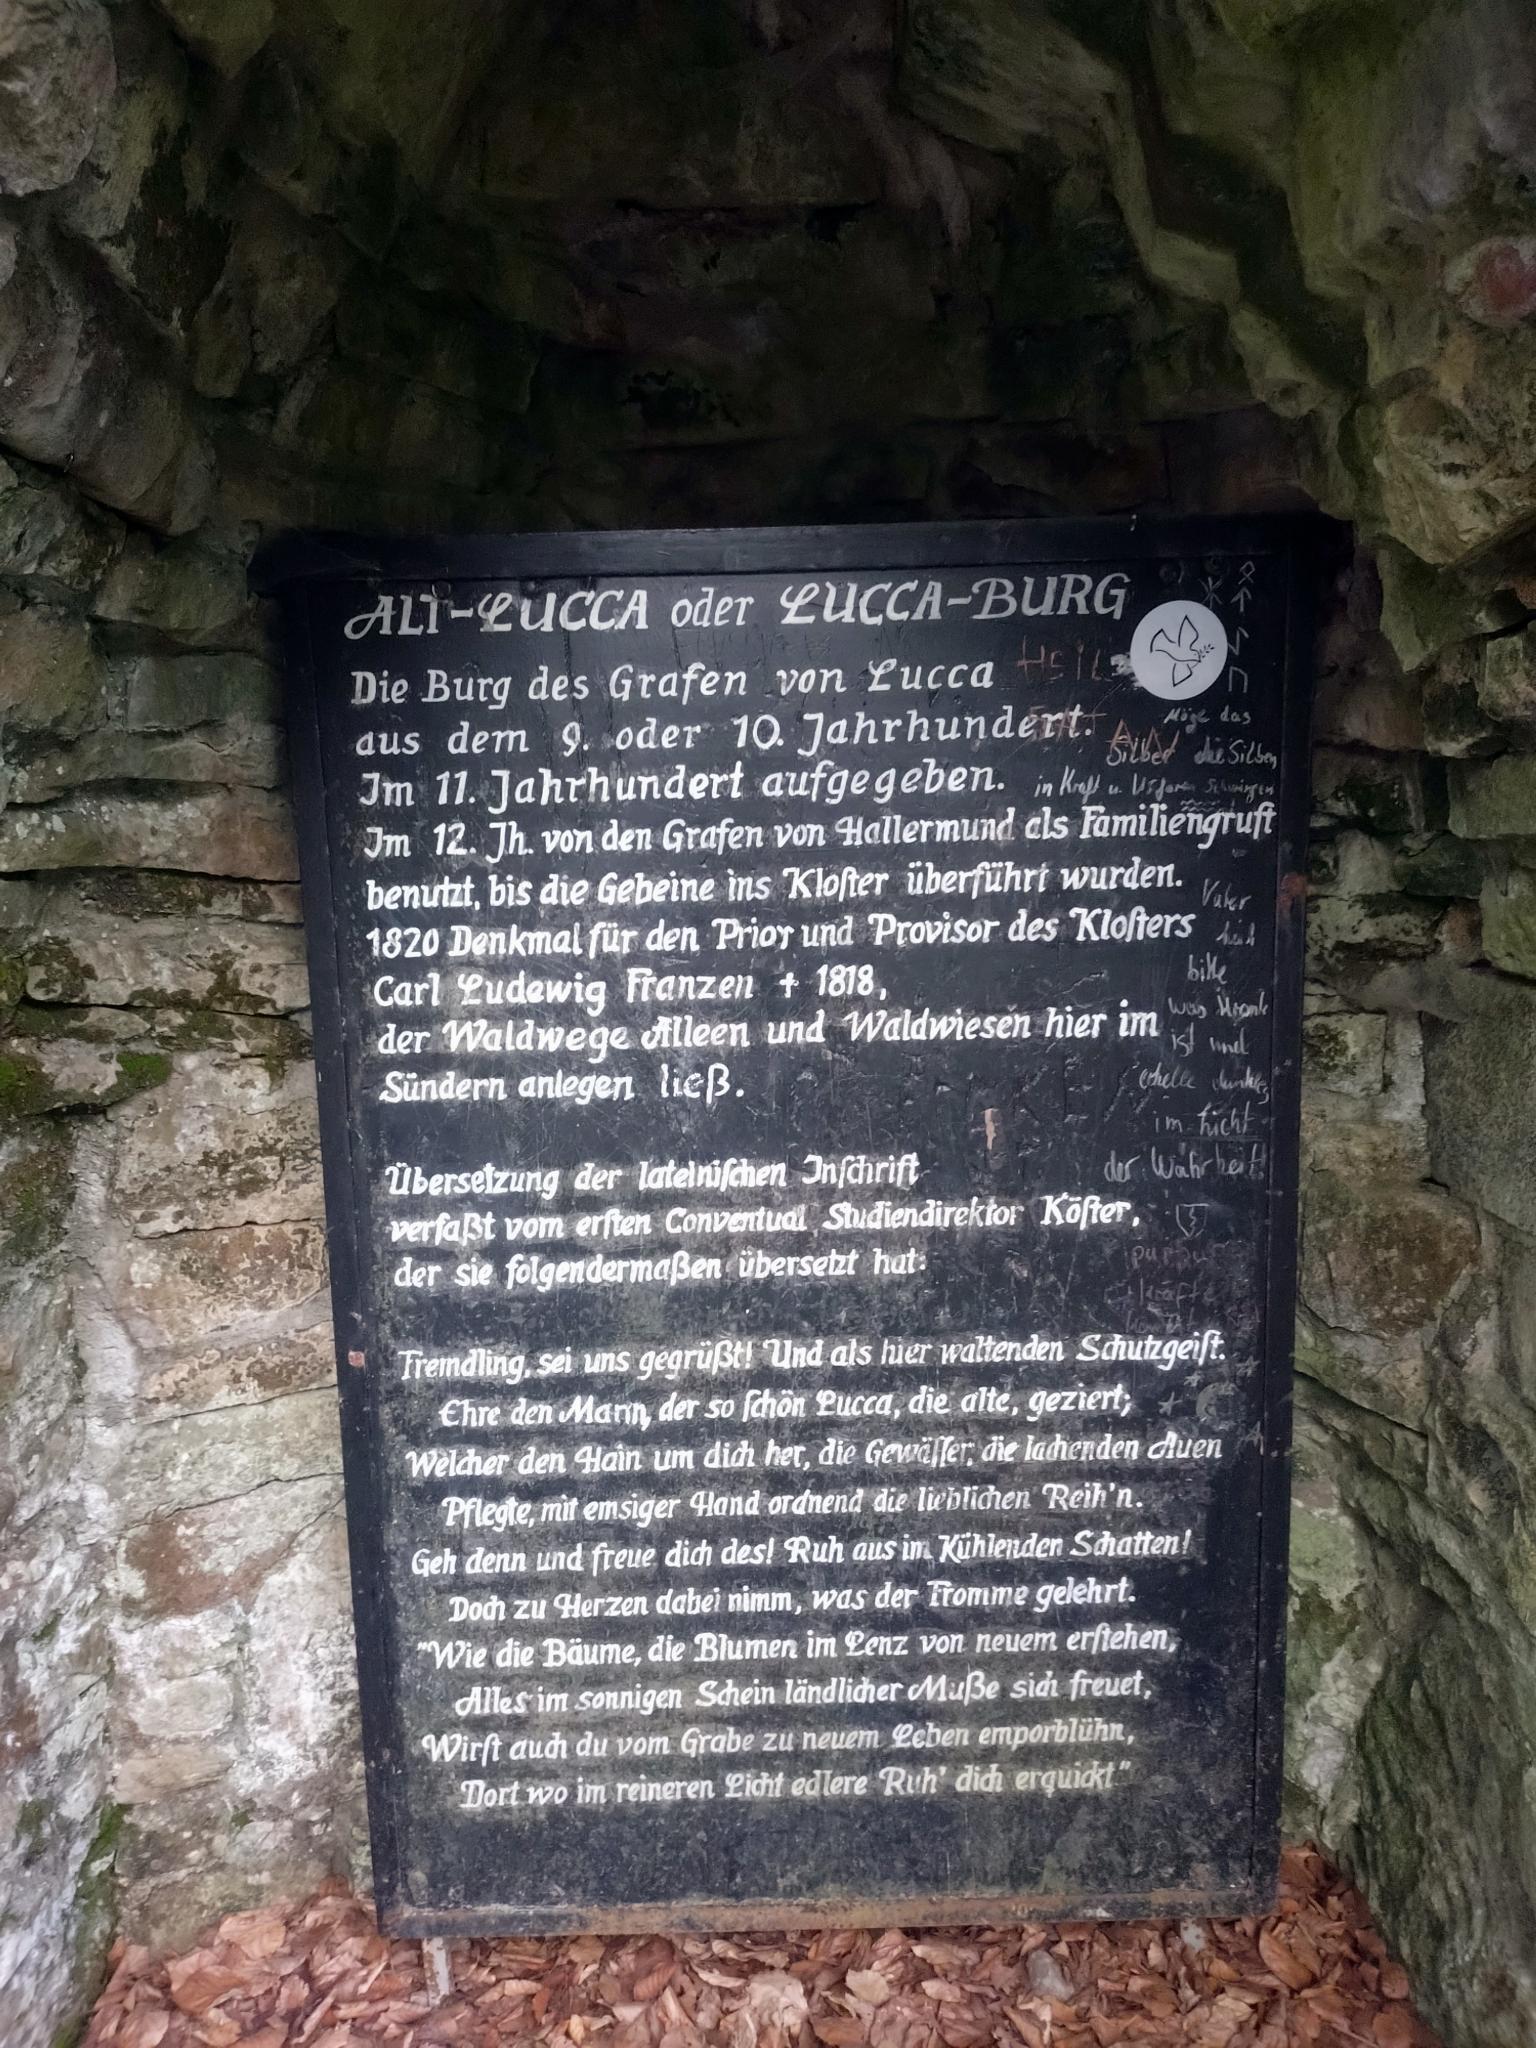 ALT-LUCCA oder LUCCA-BURG
Die Burg des Grafen von Lucca
aus dem 9. oder 10. Jahrhundert.
Im 11. Jahrhundert aufgegeben.
Im 12. Jh. von den Grafen von Hallermund als Familiengruft
benutzt, bis die Gebeine ins Kloster überführt wurden.
1820 Denkmal für den Prior und Provisor des Klosters
Carl Ludewig Franzen † 1818,
der Waldwege Alleen und Waldwiesen hier im
Sündern anlegen ließ.
Übersetzung der lateinischen Inschrift
verfaßt vom ersten Conventual Studiendirektor Köster,
der sie folgendermaßen übersetzt hat:
Fremdling, sei uns gegrüßt! Und als hier waltenden Schutzgeist.
Ehre den Mann, der so schön Lucca, die alte, geziert;
Welcher den Hain um dich her, die Gewässer, die lachenden Auen
Pflegte, mit emsiger Hand ordnend die lieblichen Reih'n.
Geh denn und freue dich des! Ruh aus im Kühlenden Schatten!
Doch zu Herzen dabei nimm, was der Fromme gelehrt.
"Wie die Bäume, die Blumen im Lenz von neuem erstehen,
Alles im sonnigen Schein ländlicher Muße sich freuet,
Wirst auch du vom Grabe zu neuem Leben emporblühn,
Dort wo im reineren Licht edlere Ruh' dich erquickt"
HEIL
Möge das
Silber die Silben
in Kraft u.
Vater
bitte
was krank
ist und
erhelle dunkles
im Licht
der Wahrheit!